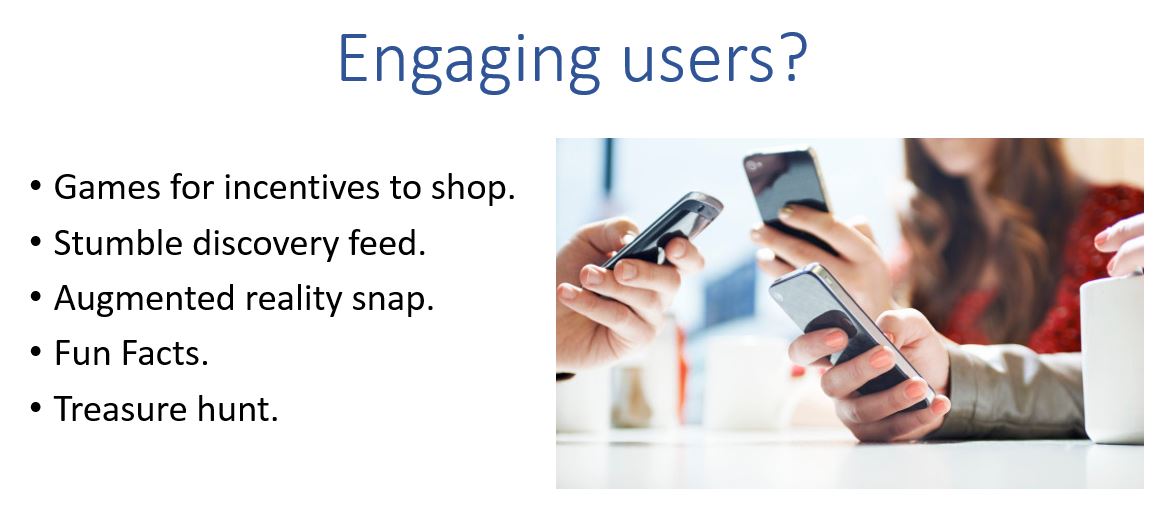 Engaging users?
• Games for incentives to shop.
• Stumble discovery feed.
• Augmented reality snap.
• Fun Facts.
• Treasure hunt.